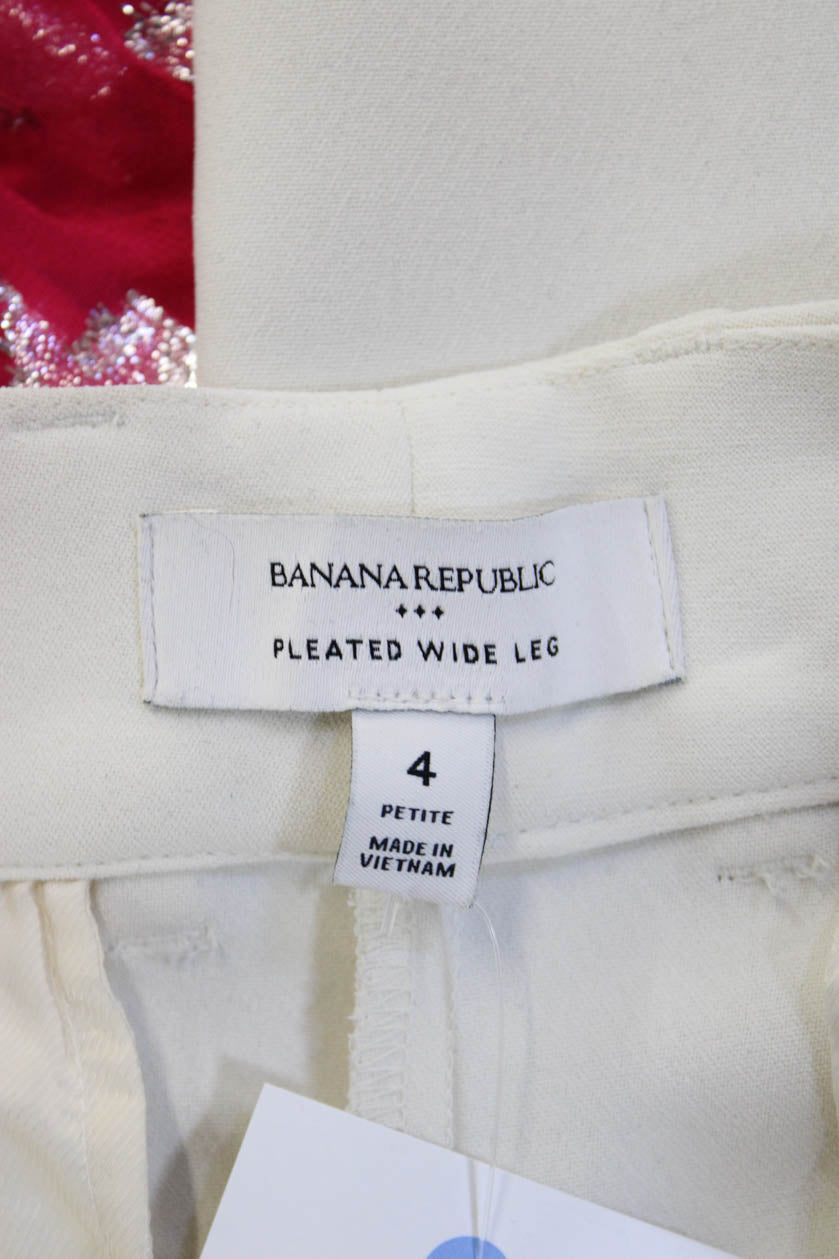 BANANA REPUBLIC
PLEATED WIDE LEG
4
PETITE
MADE IN
VIETNAM